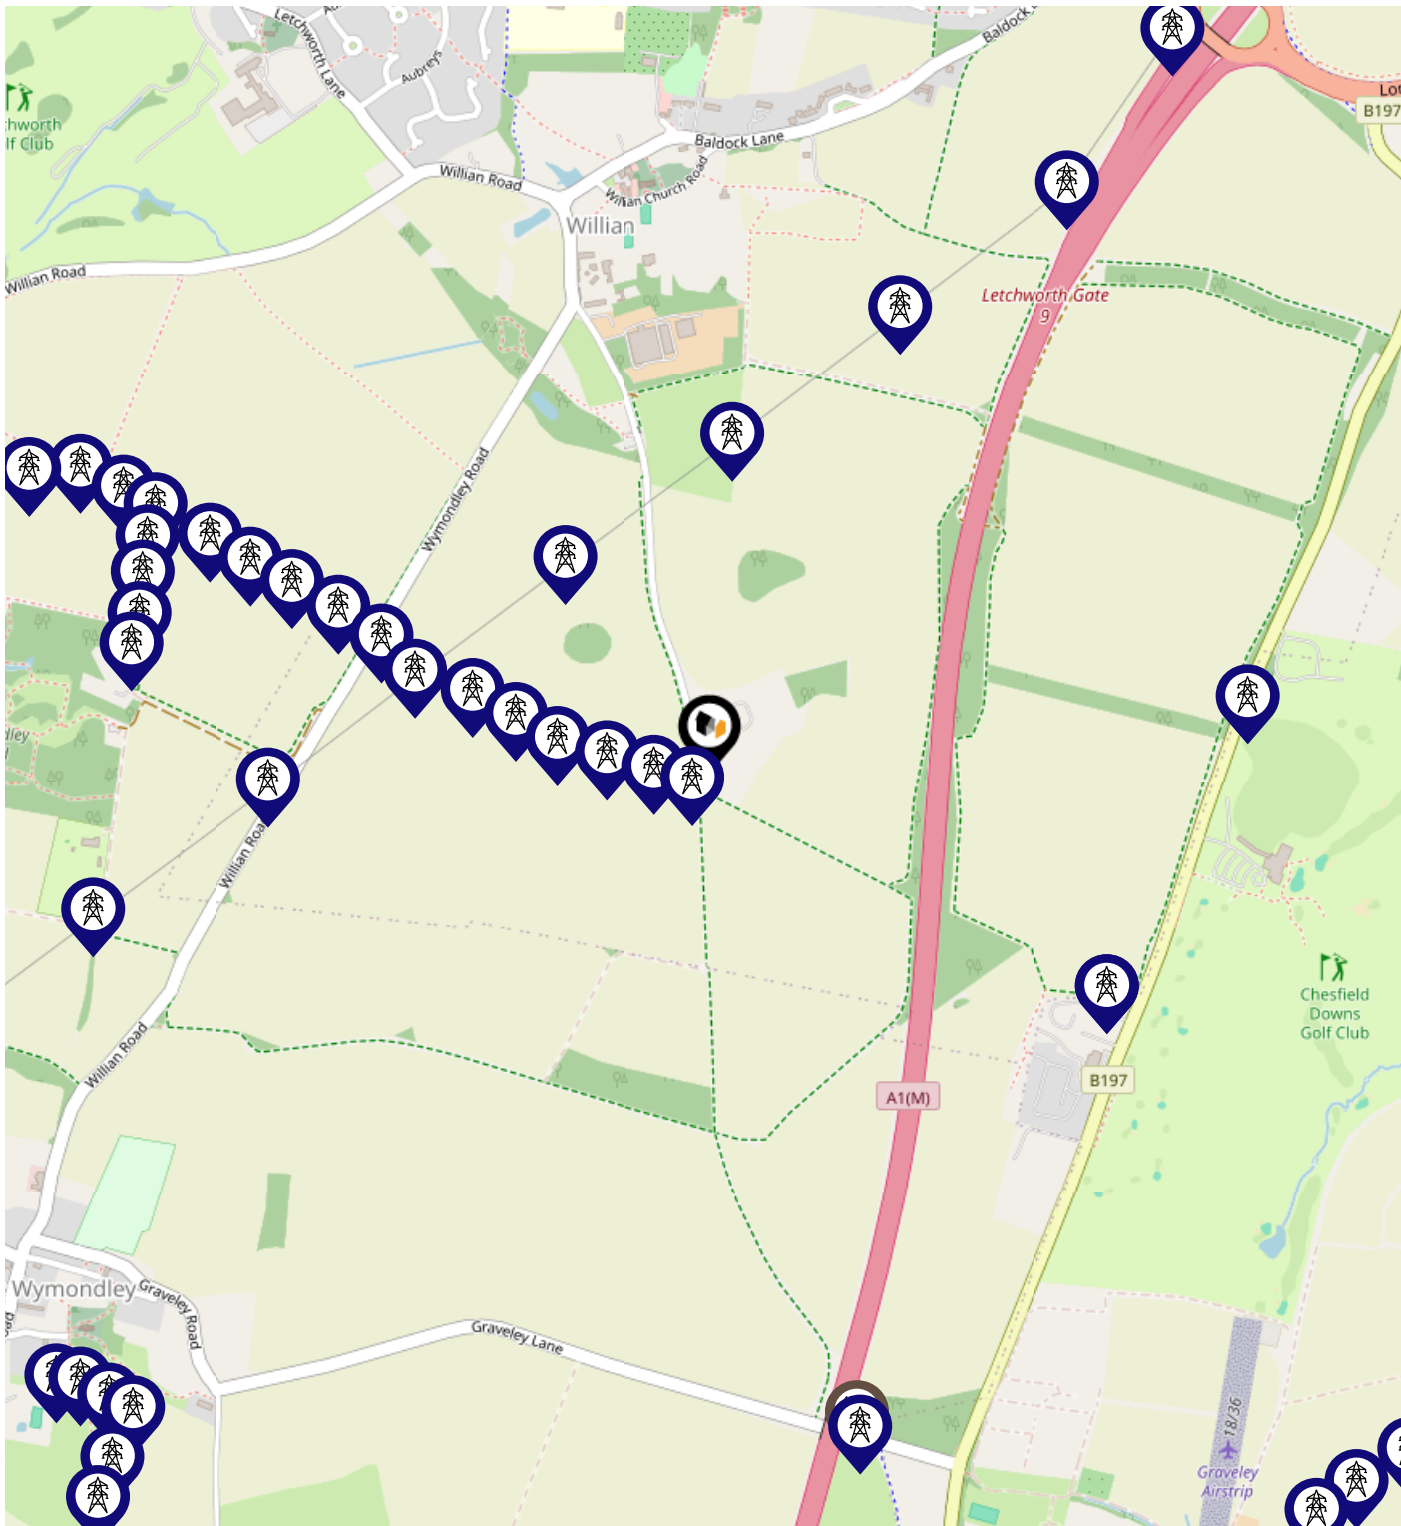 Letchworth Lane
Aubreys
Baldock
Lot
B197
thworth
lf Club
Baldock Lane
Willian Road
Willian Church Road
Willian
Willian Road
Letchworth Gate
9
Wymondley Road
dley
Willian Road
Chesfield
Downs
Golf Club
Willian Road
B197
A1(M)
Wymondley
Graveley Road
Graveley Lane
18/36
Graveley
Airstrip